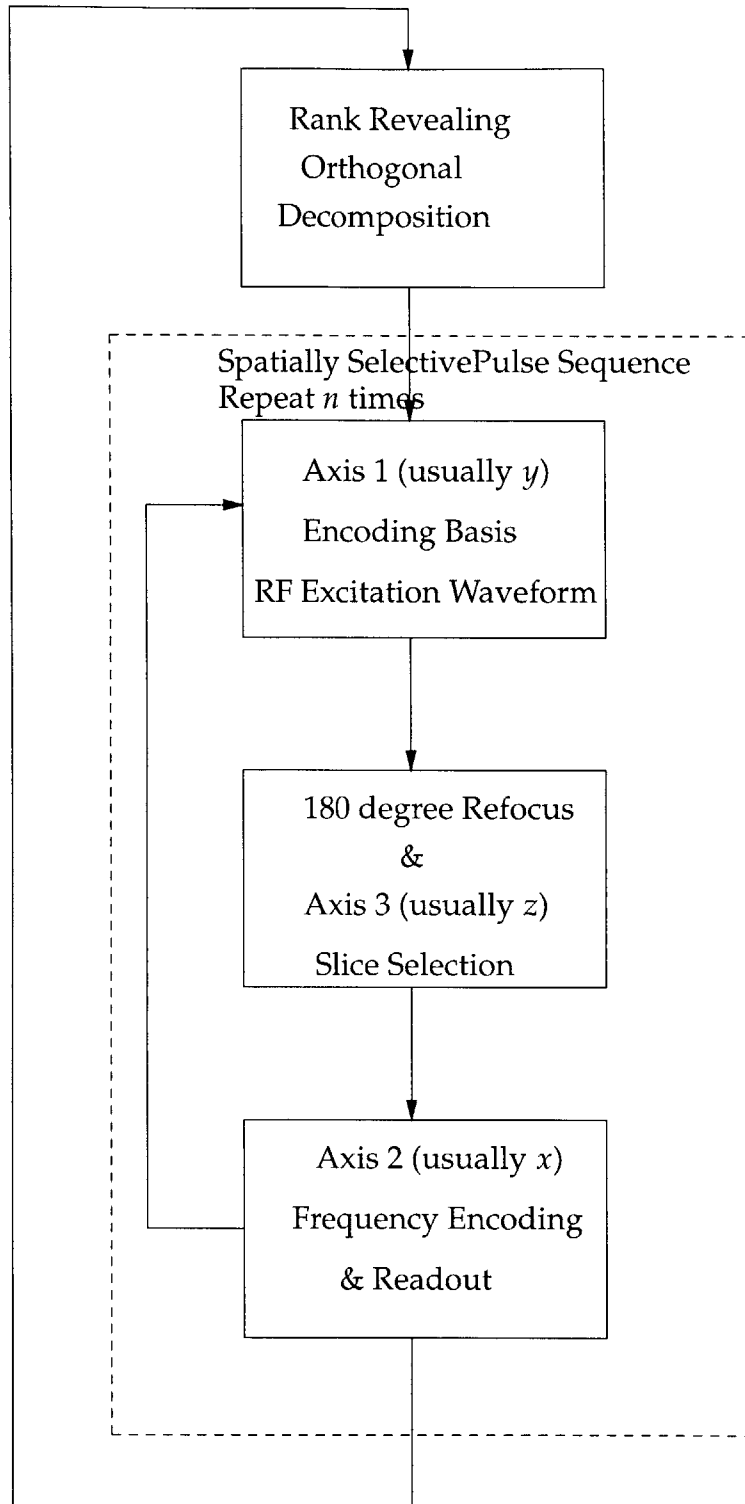 Rank Revealing
Orthogonal
Decomposition
Spatially SelectivePulse Sequence
Repeat n times
Axis 1 (usually y)
Encoding Basis
RF Excitation Waveform
180 degree Refocus
&
Axis 3 (usually z)
Slice Selection
Axis 2 (usually x)
Frequency Encoding
& Readout